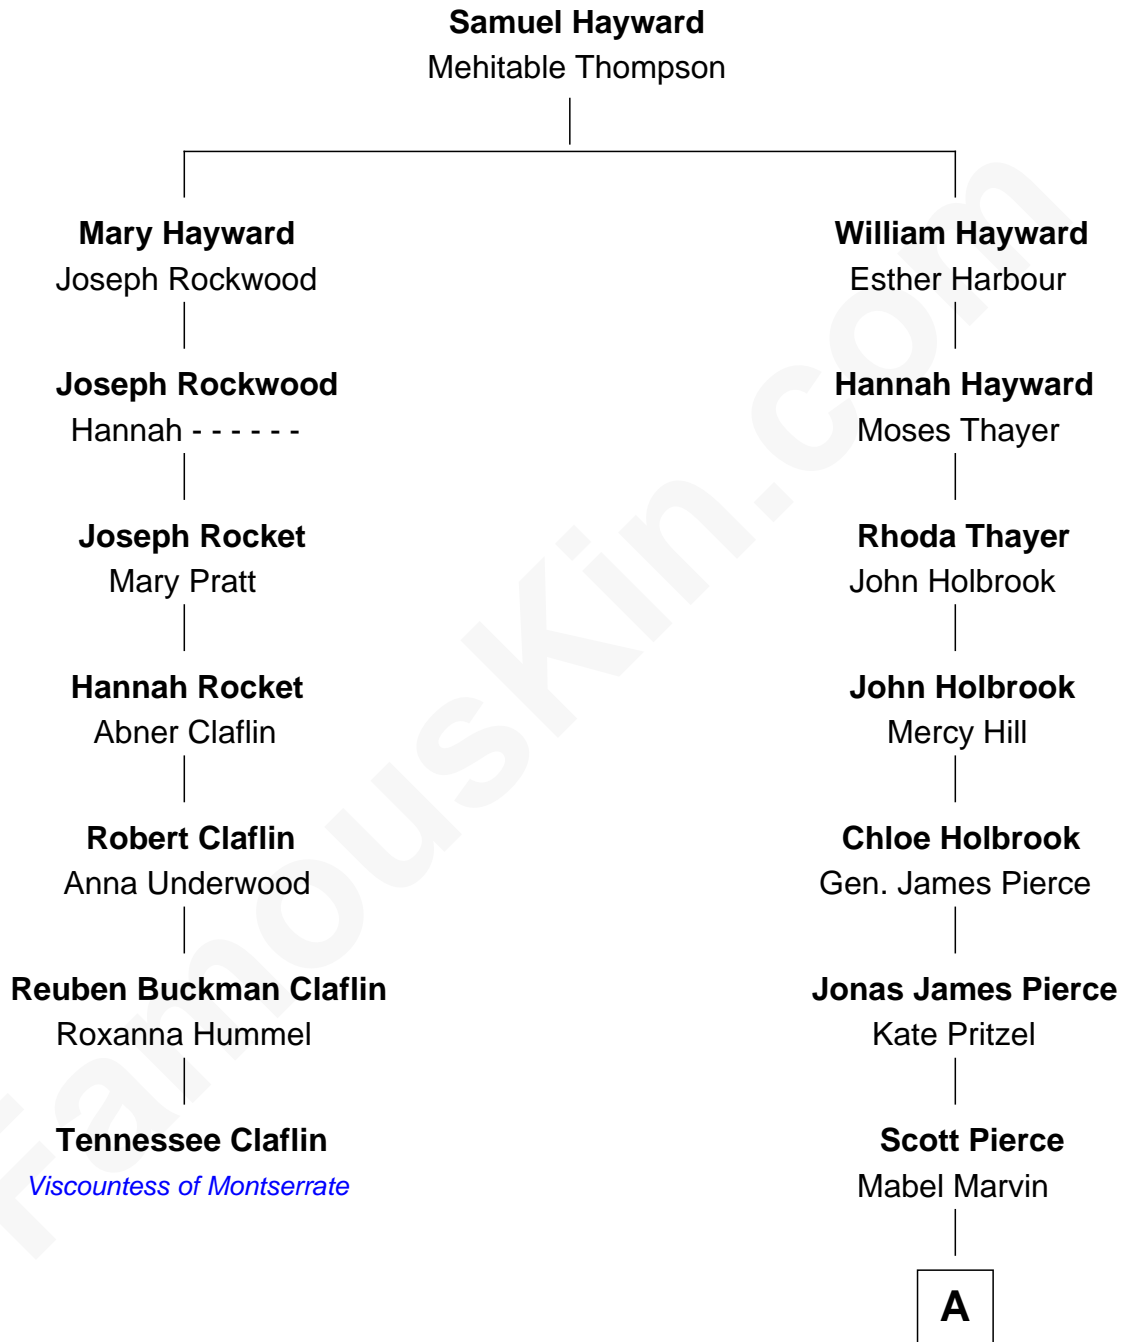 Samuel Hayward
Mehitable Thompson
Mary Hayward
Joseph Rockwood
Joseph Rockwood
Hannah - - - - - -
Joseph Rocket
Mary Pratt
Hannah Rocket
Abner Claflin
Robert Claflin
Anna Underwood
Reuben Buckman Claflin
Roxanna Hummel
Tennessee Claflin
Viscountess of Montserrate
William Hayward
Esther Harbour
Hannah Hayward
Moses Thayer
Rhoda Thayer
John Holbrook
John Holbrook
Mercy Hill
Chloe Holbrook
Gen. James Pierce
Jonas James Pierce
Kate Pritzel
Scott Pierce
Mabel Marvin
A
FamousKin.com